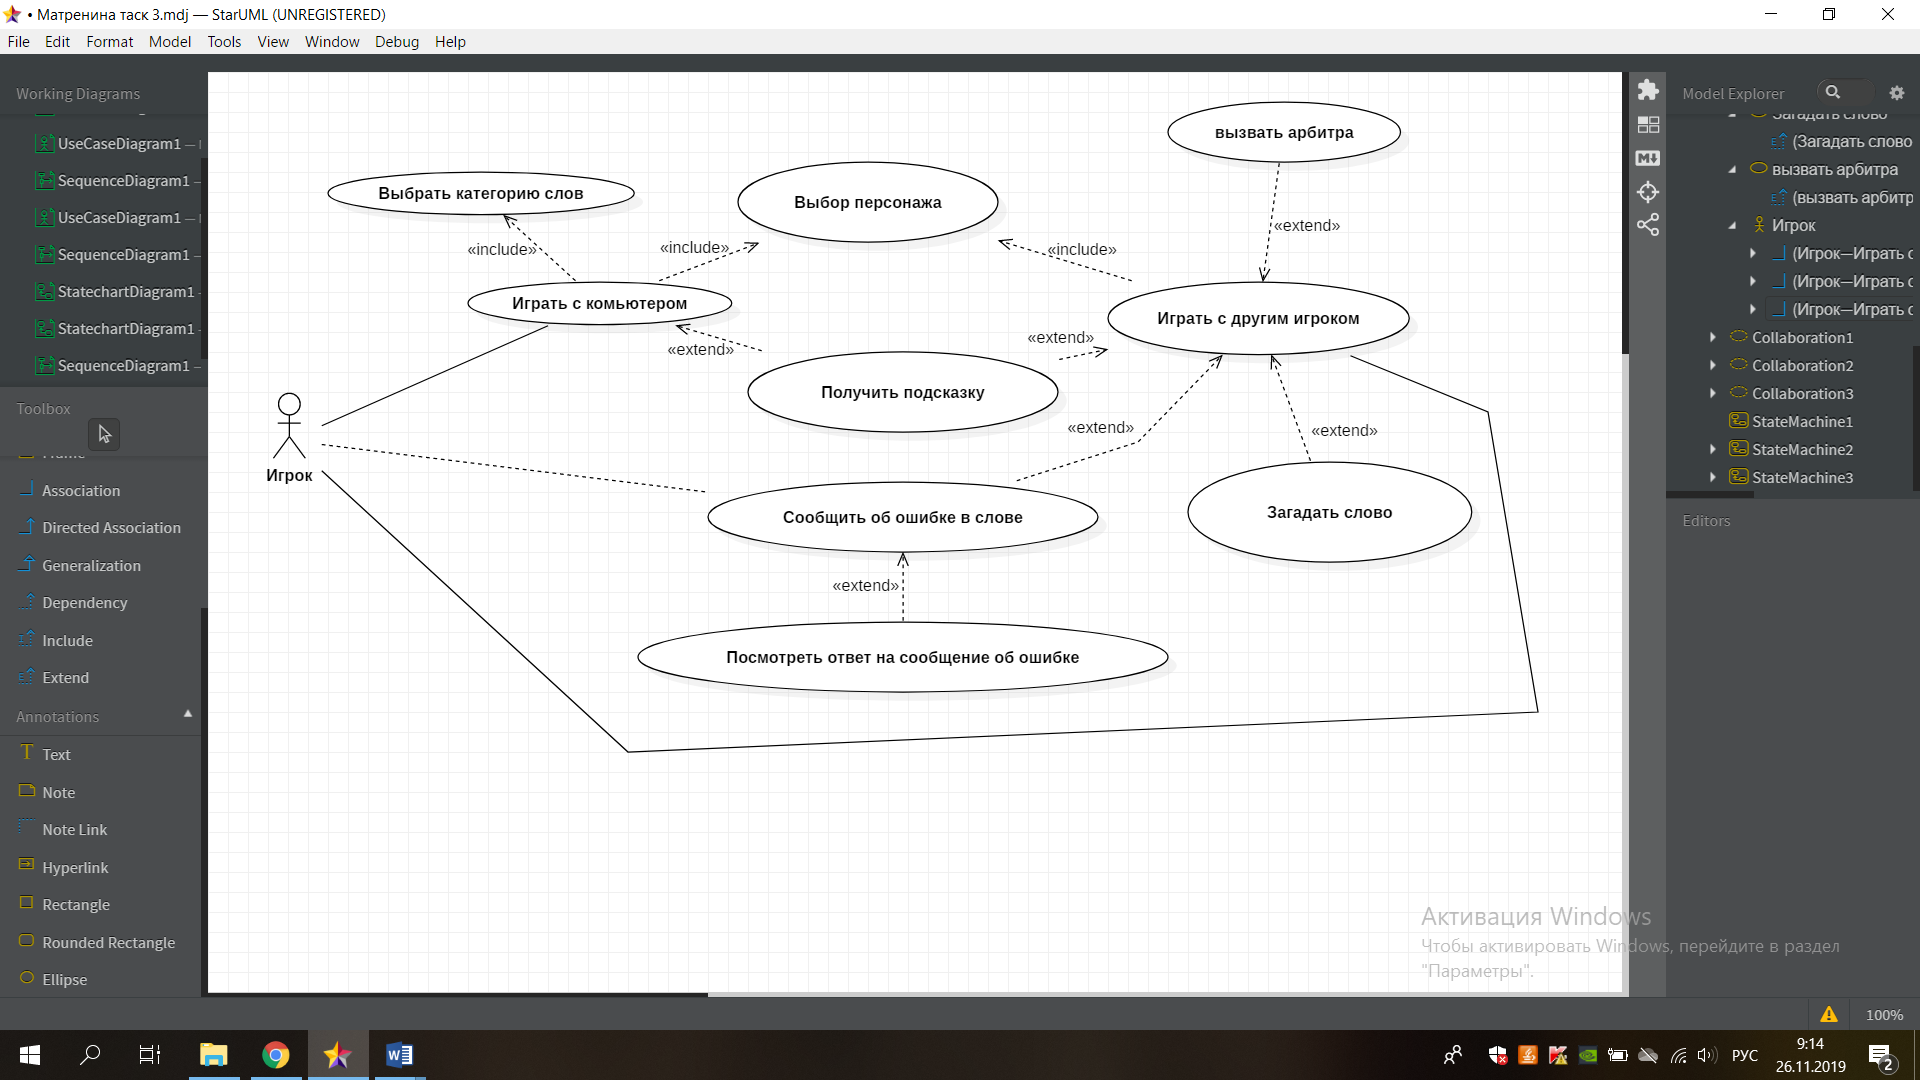 • Матренина таск 3.mdj — StarUML (UNREGISTERED)
File Edit Format Model Tools View Window Debug Help
Working Diagrams
UseCaseDiagram1 —
SequenceDiagram1 –
UseCaseDiagram1 —
SequenceDiagram1 –
StatechartDiagram1
StatechartDiagram1
SequenceDiagram1 –
Toolbox
Frame
Association
Directed Association
Generalization
Dependency
Include
Extend
Annotations
Text
Note
Note Link
Hyperlink
Rectangle
Rounded Rectangle
Ellipse
вызвать арбитра
Выбрать категорию слов
Выбор персонажа
«extend»
«include»
«include»
«include»
Играть с комьютером
Играть с другим игроком
«extend»
«extend»
Получить подсказку
«extend»
«extend»
Игрок
Сообщить об ошибке в слове
Загадать слово
«extend»
Посмотреть ответ на сообщение об ошибке
Model Explorer
Загадать слово
(Загадать слово
вызвать арбитра
(вызвать арбитр
Игрок
(Игрок—Играть с
(Игрок—Играть с
(Игрок—Играть с
Collaboration1
Collaboration2
Collaboration3
StateMachine1
StateMachine2
StateMachine3
Editors
Активация Windows
Чтобы активировать Windows, перейдите в раздел
"Параметры".
100%
РУС
9:14
26.11.2019
2